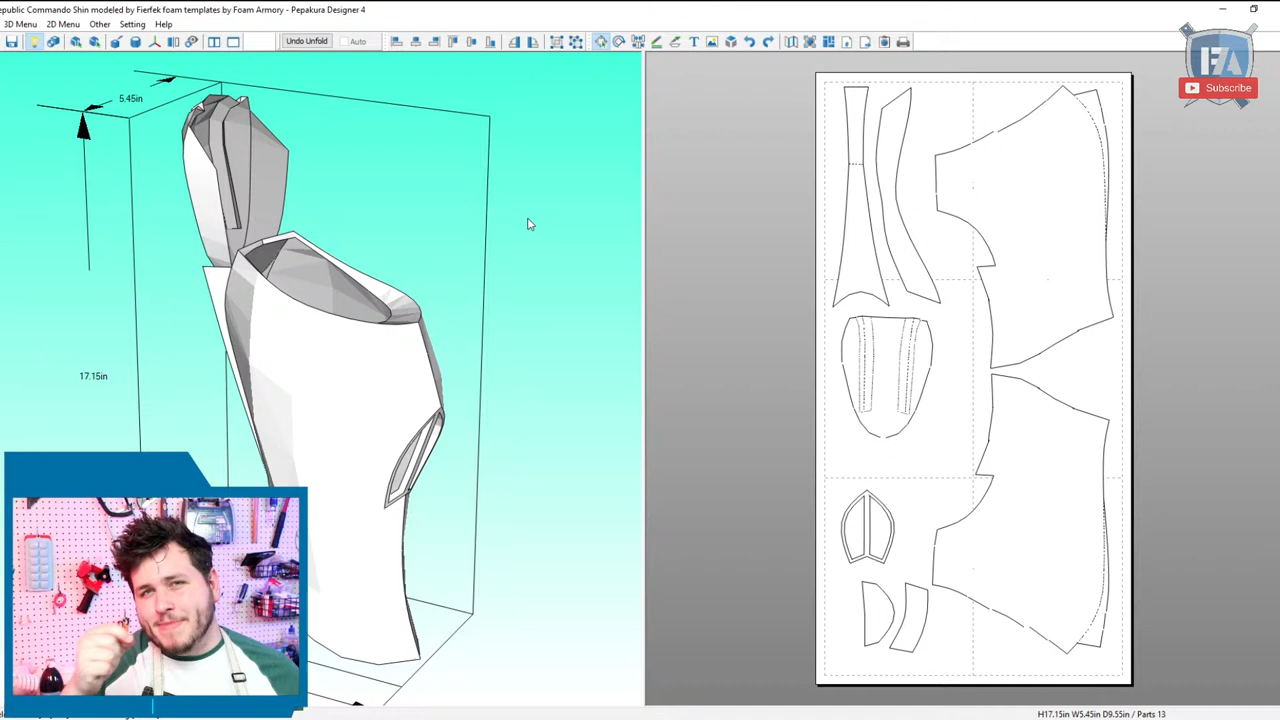 epublic Commando Shin modeled by Fierfek foam templates by Foam Armory - Pepakura Designer 4
3D Menu 2D Menu Other Setting Help
Undo Unfold Auto
FA
Subscribe
5.45in
17.15in
H17.15in W5.45in D9.55in / Parts 13